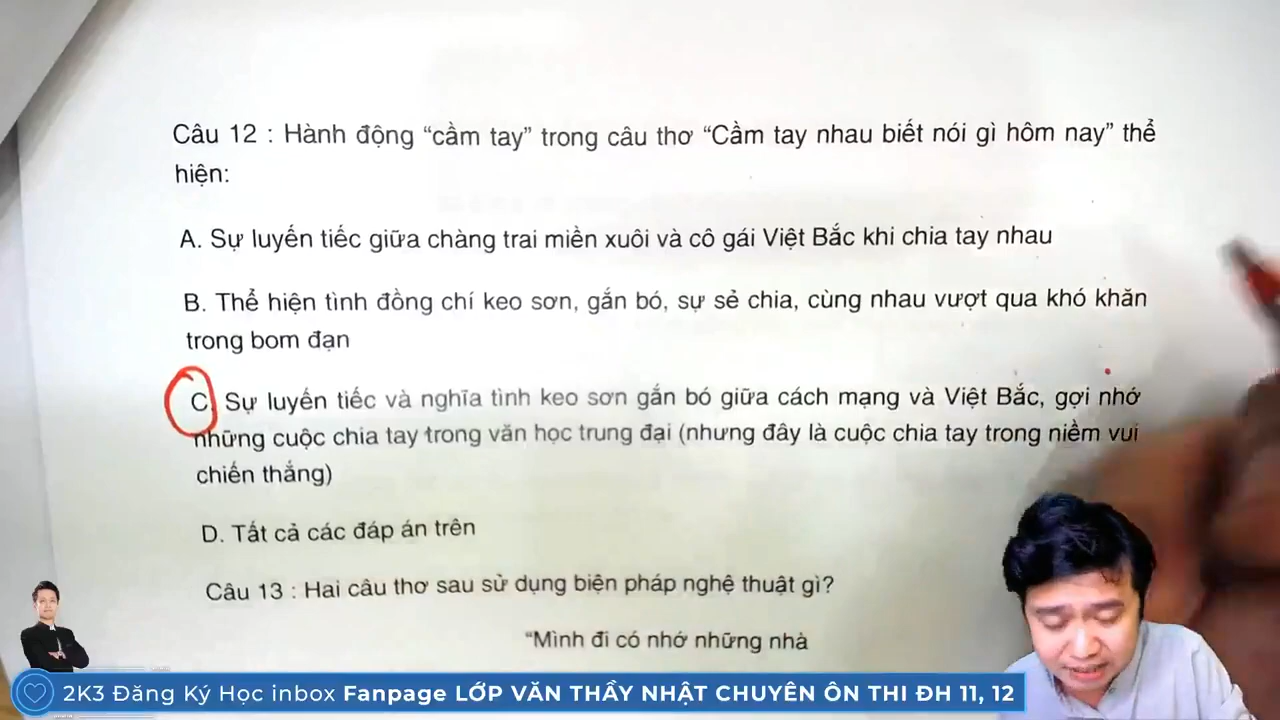 Câu 12 : Hành động “cầm tay” trong câu thơ “Cầm tay nhau biết nói gì hôm nay” thể
hiện:
A. Sự luyến tiếc giữa chàng trai miền xuôi và cô gái Việt Bắc khi chia tay nhau
B. Thể hiện tình đồng chí keo sơn, gắn bó, sự sẻ chia, cùng nhau vượt qua khó khăn
trong bom đạn
C. Sự luyến tiếc và nghĩa tình keo sơn gắn bó giữa cách mạng và Việt Bắc, gợi nhớ
những cuộc chia tay trong văn học trung đại (nhưng đây là cuộc chia tay trong niềm vui
chiến thắng)
D. Tất cả các đáp án trên
Câu 13 : Hai câu thơ sau sử dụng biện pháp nghệ thuật gì?
“Mình đi có nhớ những nhà
2K3 Đăng Ký Học inbox Fanpage LỚP VĂN THẦY NHẬT CHUYÊN ÔN THI ĐH 11, 12